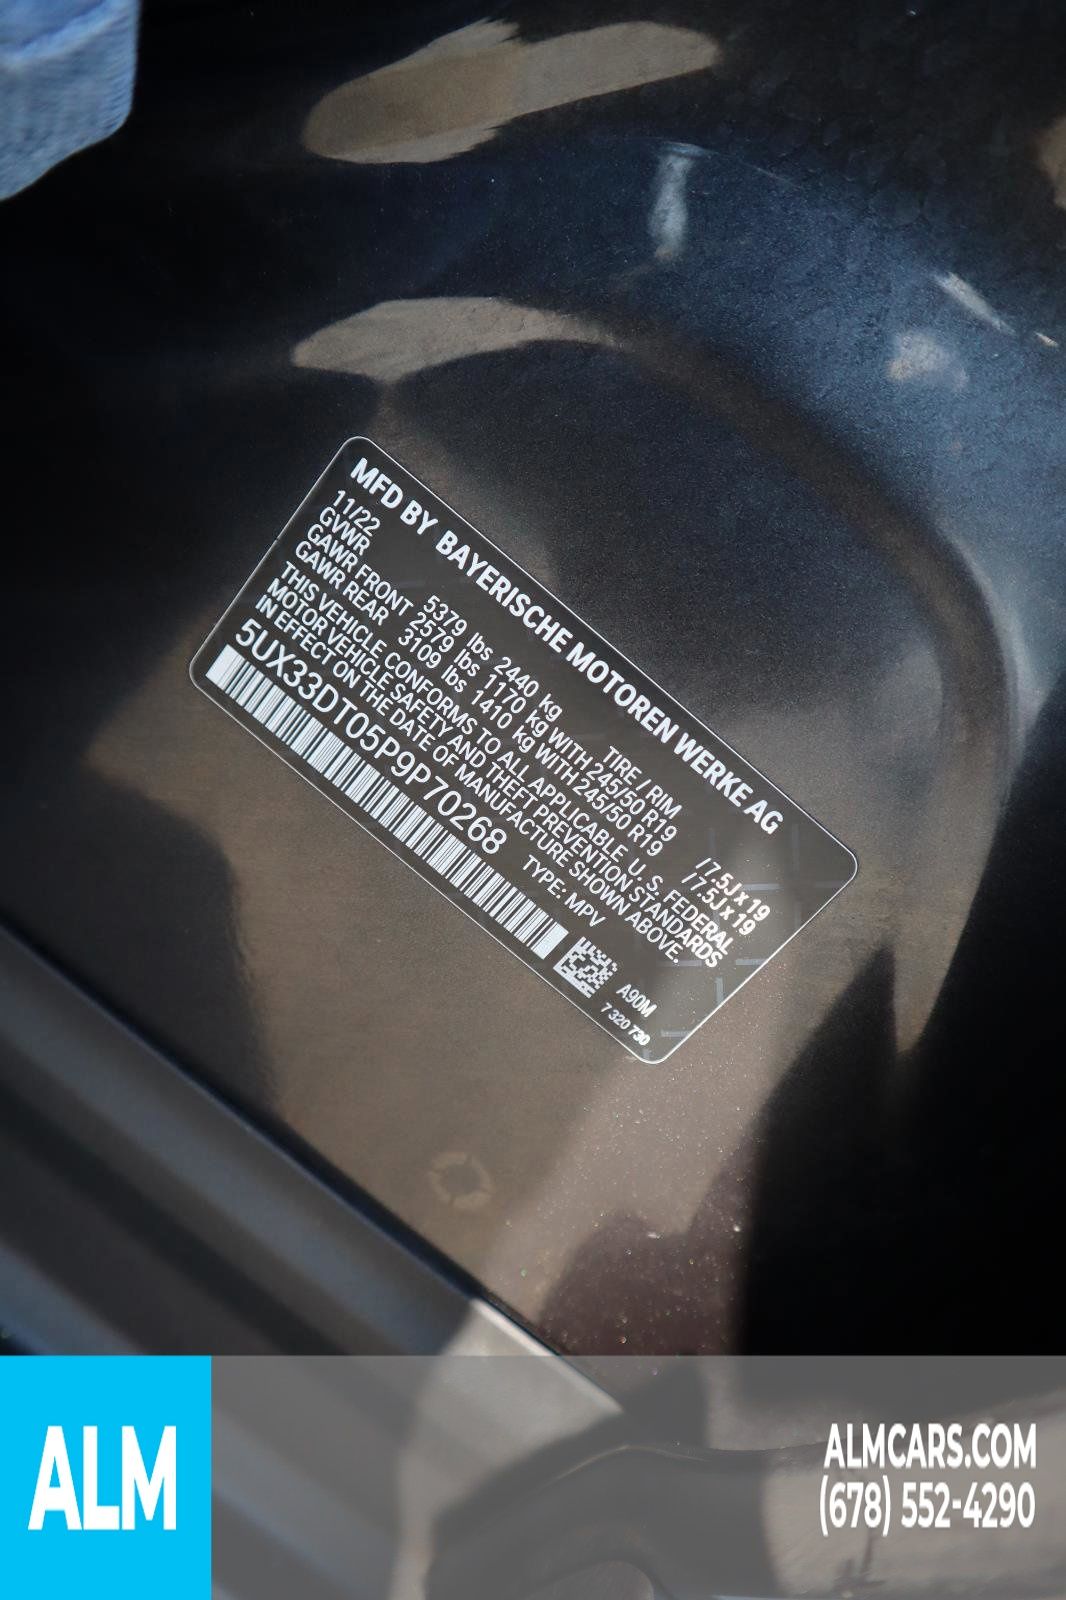 MFD BY BAYERISCHE MOTOREN WERKE AG
11/22 TIRE / RIM
GVWR 5379 lbs 2440 kg
GAWR FRONT 2579 lbs 1170 kg WITH 245/50 R19 /7.5Jx19
GAWR REAR 3109 lbs 1410 kg WITH 245/50 R19 /7.5Jx19
THIS VEHICLE CONFORMS TO ALL APPLICABLE U. S. FEDERAL
MOTOR VEHICLE SAFETY AND THEFT PREVENTION STANDARDS
IN EFFECT ON THE DATE OF MANUFACTURE SHOWN ABOVE.
5UX33DT05P9P70268 TYPE: MPV
A90M
7 320 730
ALM
ALMCARS.COM
(678) 552-4290